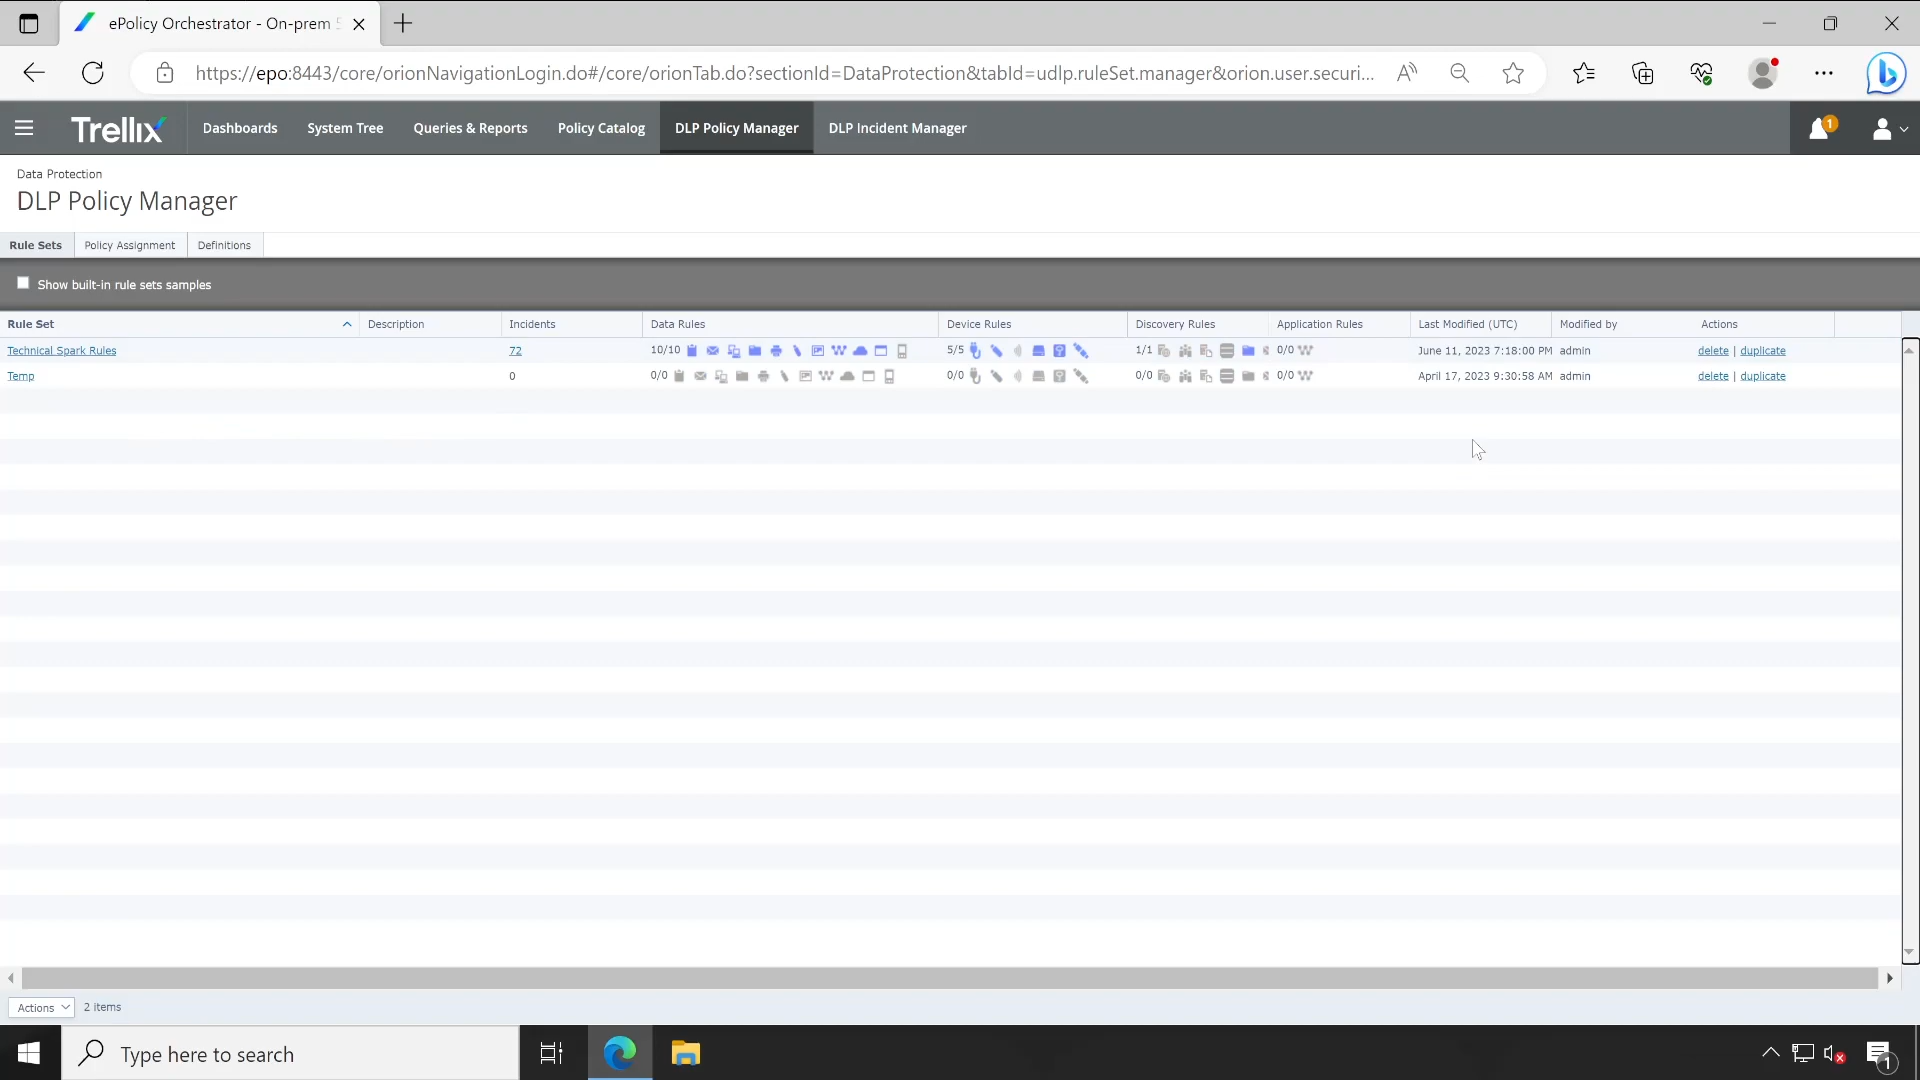 ePolicy Orchestrator - On-prem 5
https://epo:8443/core/orionNavigationLogin.do#/core/orionTab.do?sectionId=DataProtection&tabId=udlp.ruleSet.manager&orion.user.securi...
Trellix Dashboards System Tree Queries & Reports Policy Catalog DLP Policy Manager DLP Incident Manager 1
Data Protection
DLP Policy Manager
Rule Sets Policy Assignment Definitions
Show built-in rule sets samples
Rule Set Description Incidents Data Rules Device Rules Discovery Rules Application Rules Last Modified (UTC) Modified by Actions
Technical Spark Rules 72 10/10 5/5 1/1 0/0 June 11, 2023 7:18:00 PM admin delete | duplicate
Temp 0 0/0 0/0 0/0 0/0 April 17, 2023 9:30:58 AM admin delete | duplicate
Actions 2 items
Type here to search 1